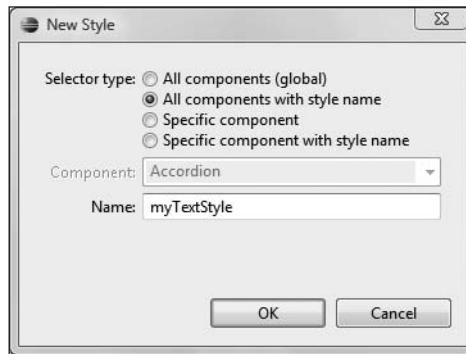 New Style
Selector type: All components (global)
All components with style name
Specific component
Specific component with style name
Component: Accordion
Name: myTextStyle
OK Cancel